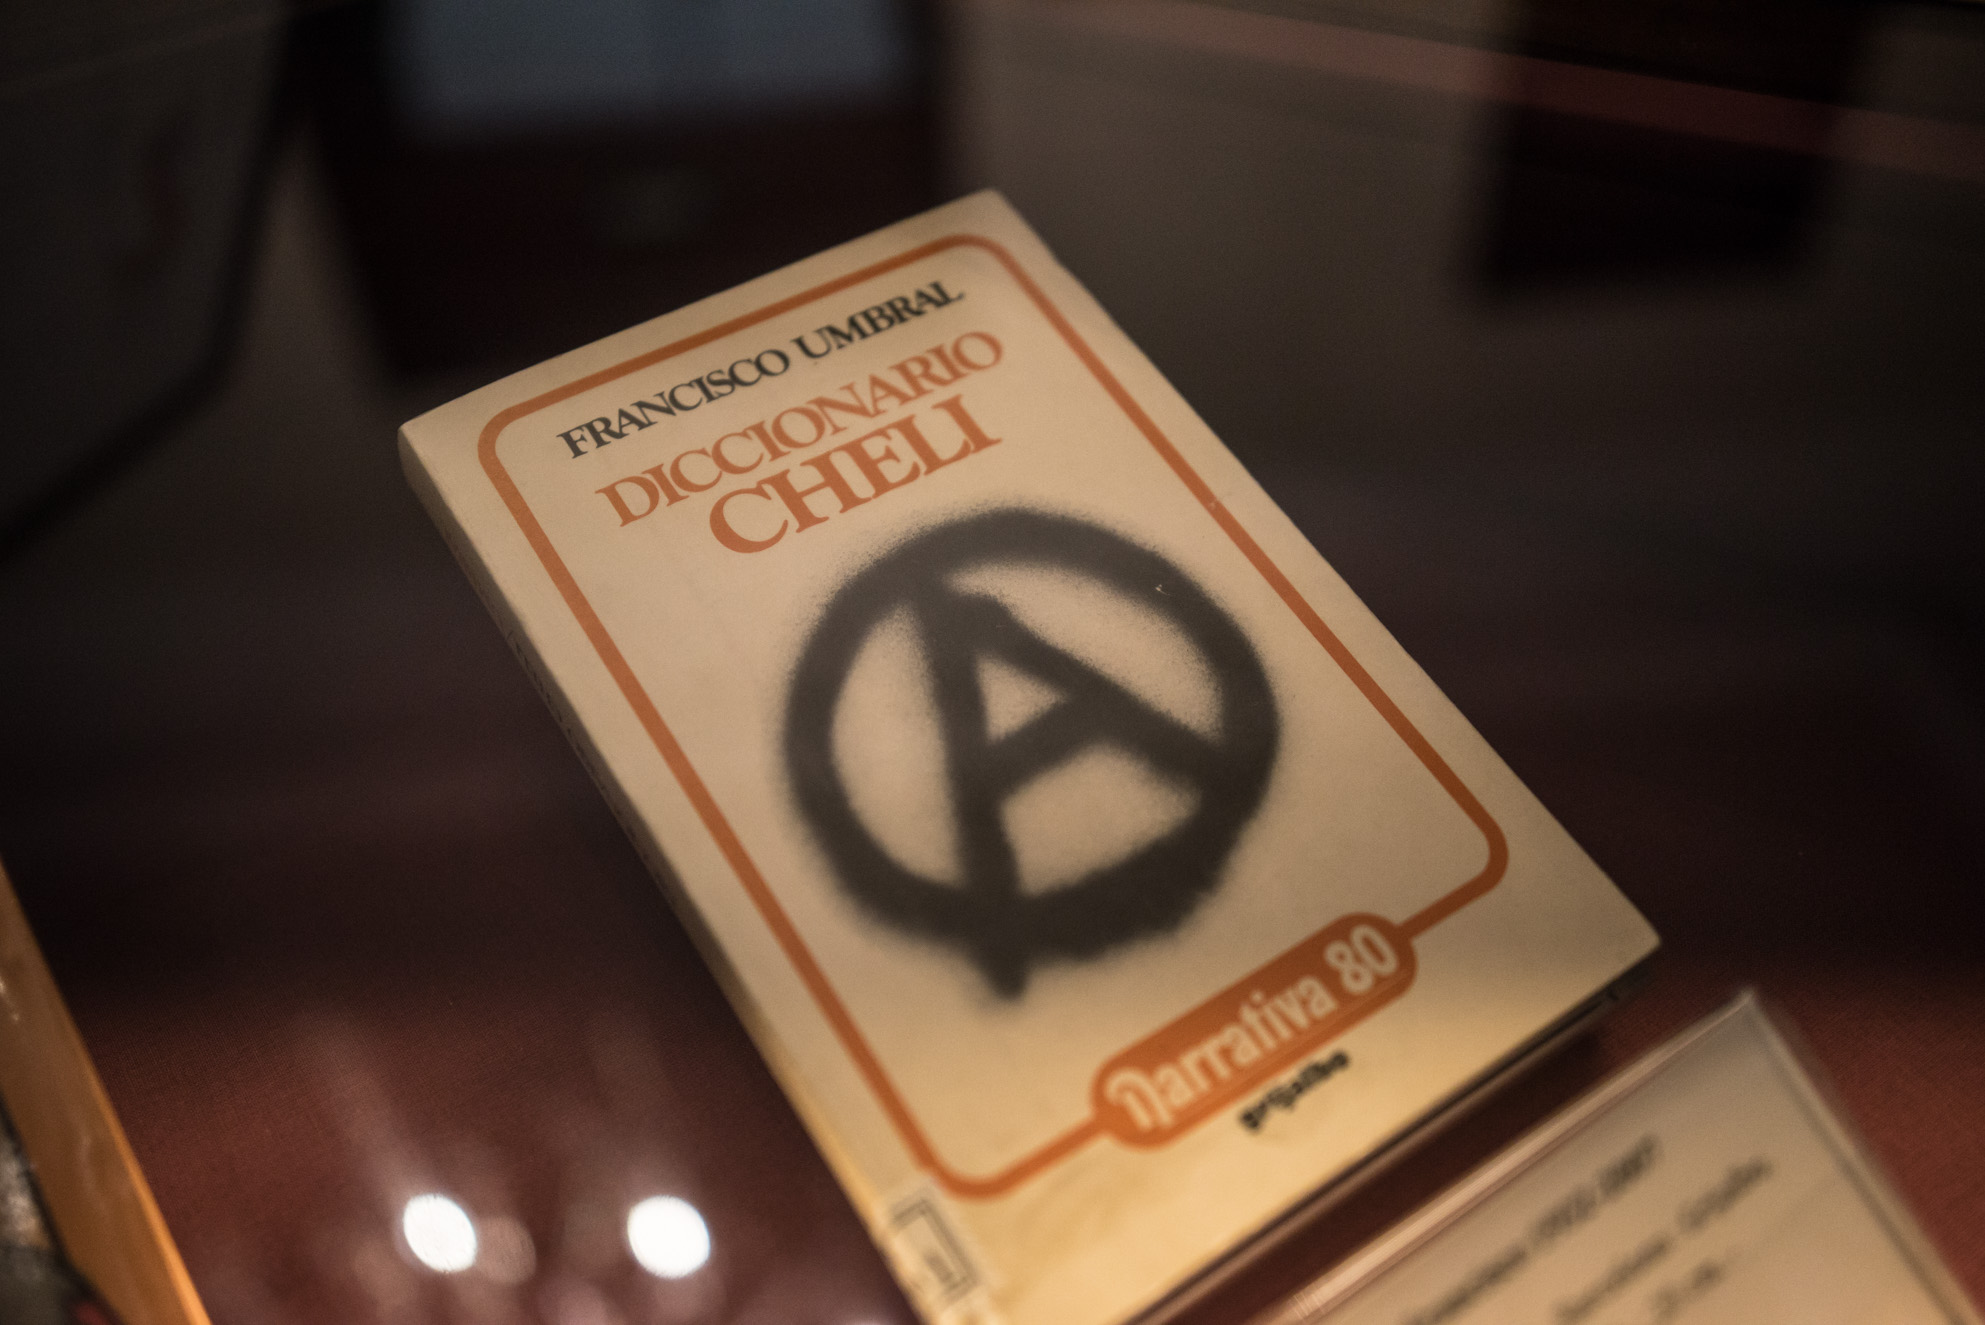 FRANCISCO UMBRAL
DICCIONARIO
CHELI
A
Narrativa 80
grijalbo